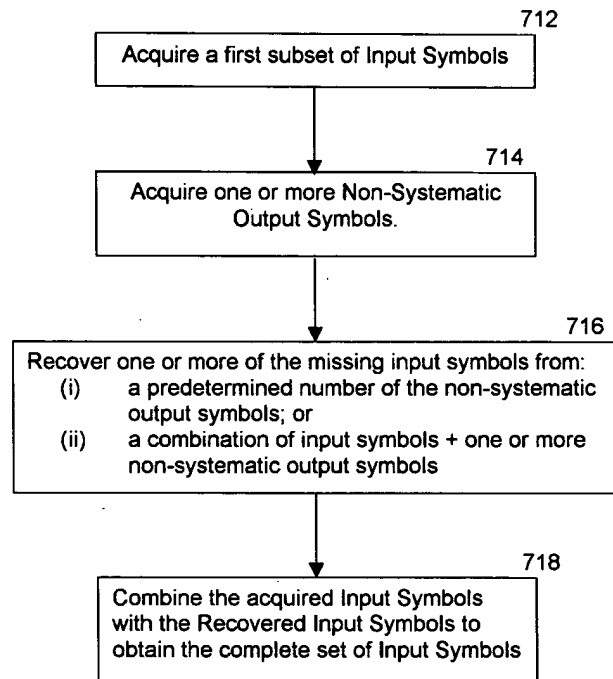 712
Acquire a first subset of Input Symbols
714
Acquire one or more Non-Systematic
Output Symbols.
716
Recover one or more of the missing input symbols from:
(i) a predetermined number of the non-systematic
output symbols; or
(ii) a combination of input symbols + one or more
non-systematic output symbols
718
Combine the acquired Input Symbols
with the Recovered Input Symbols to
obtain the complete set of Input Symbols